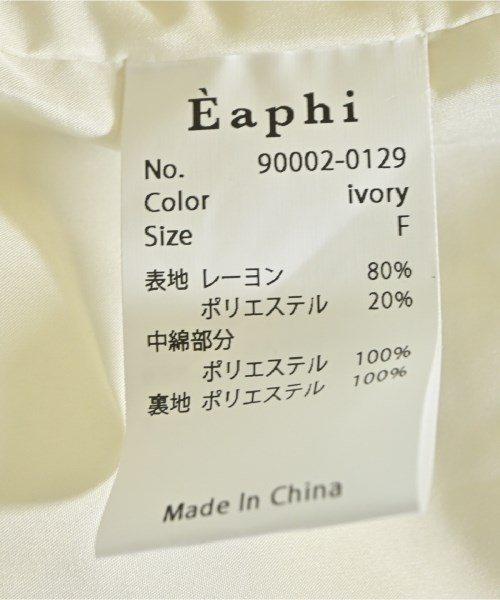 Èaphi
No. 90002-0129
Color ivory
Size F
表地 レーヨン 80%
ポリエステル 20%
中綿部分
ポリエステル 100%
裏地 ポリエステル 100%
Made In China